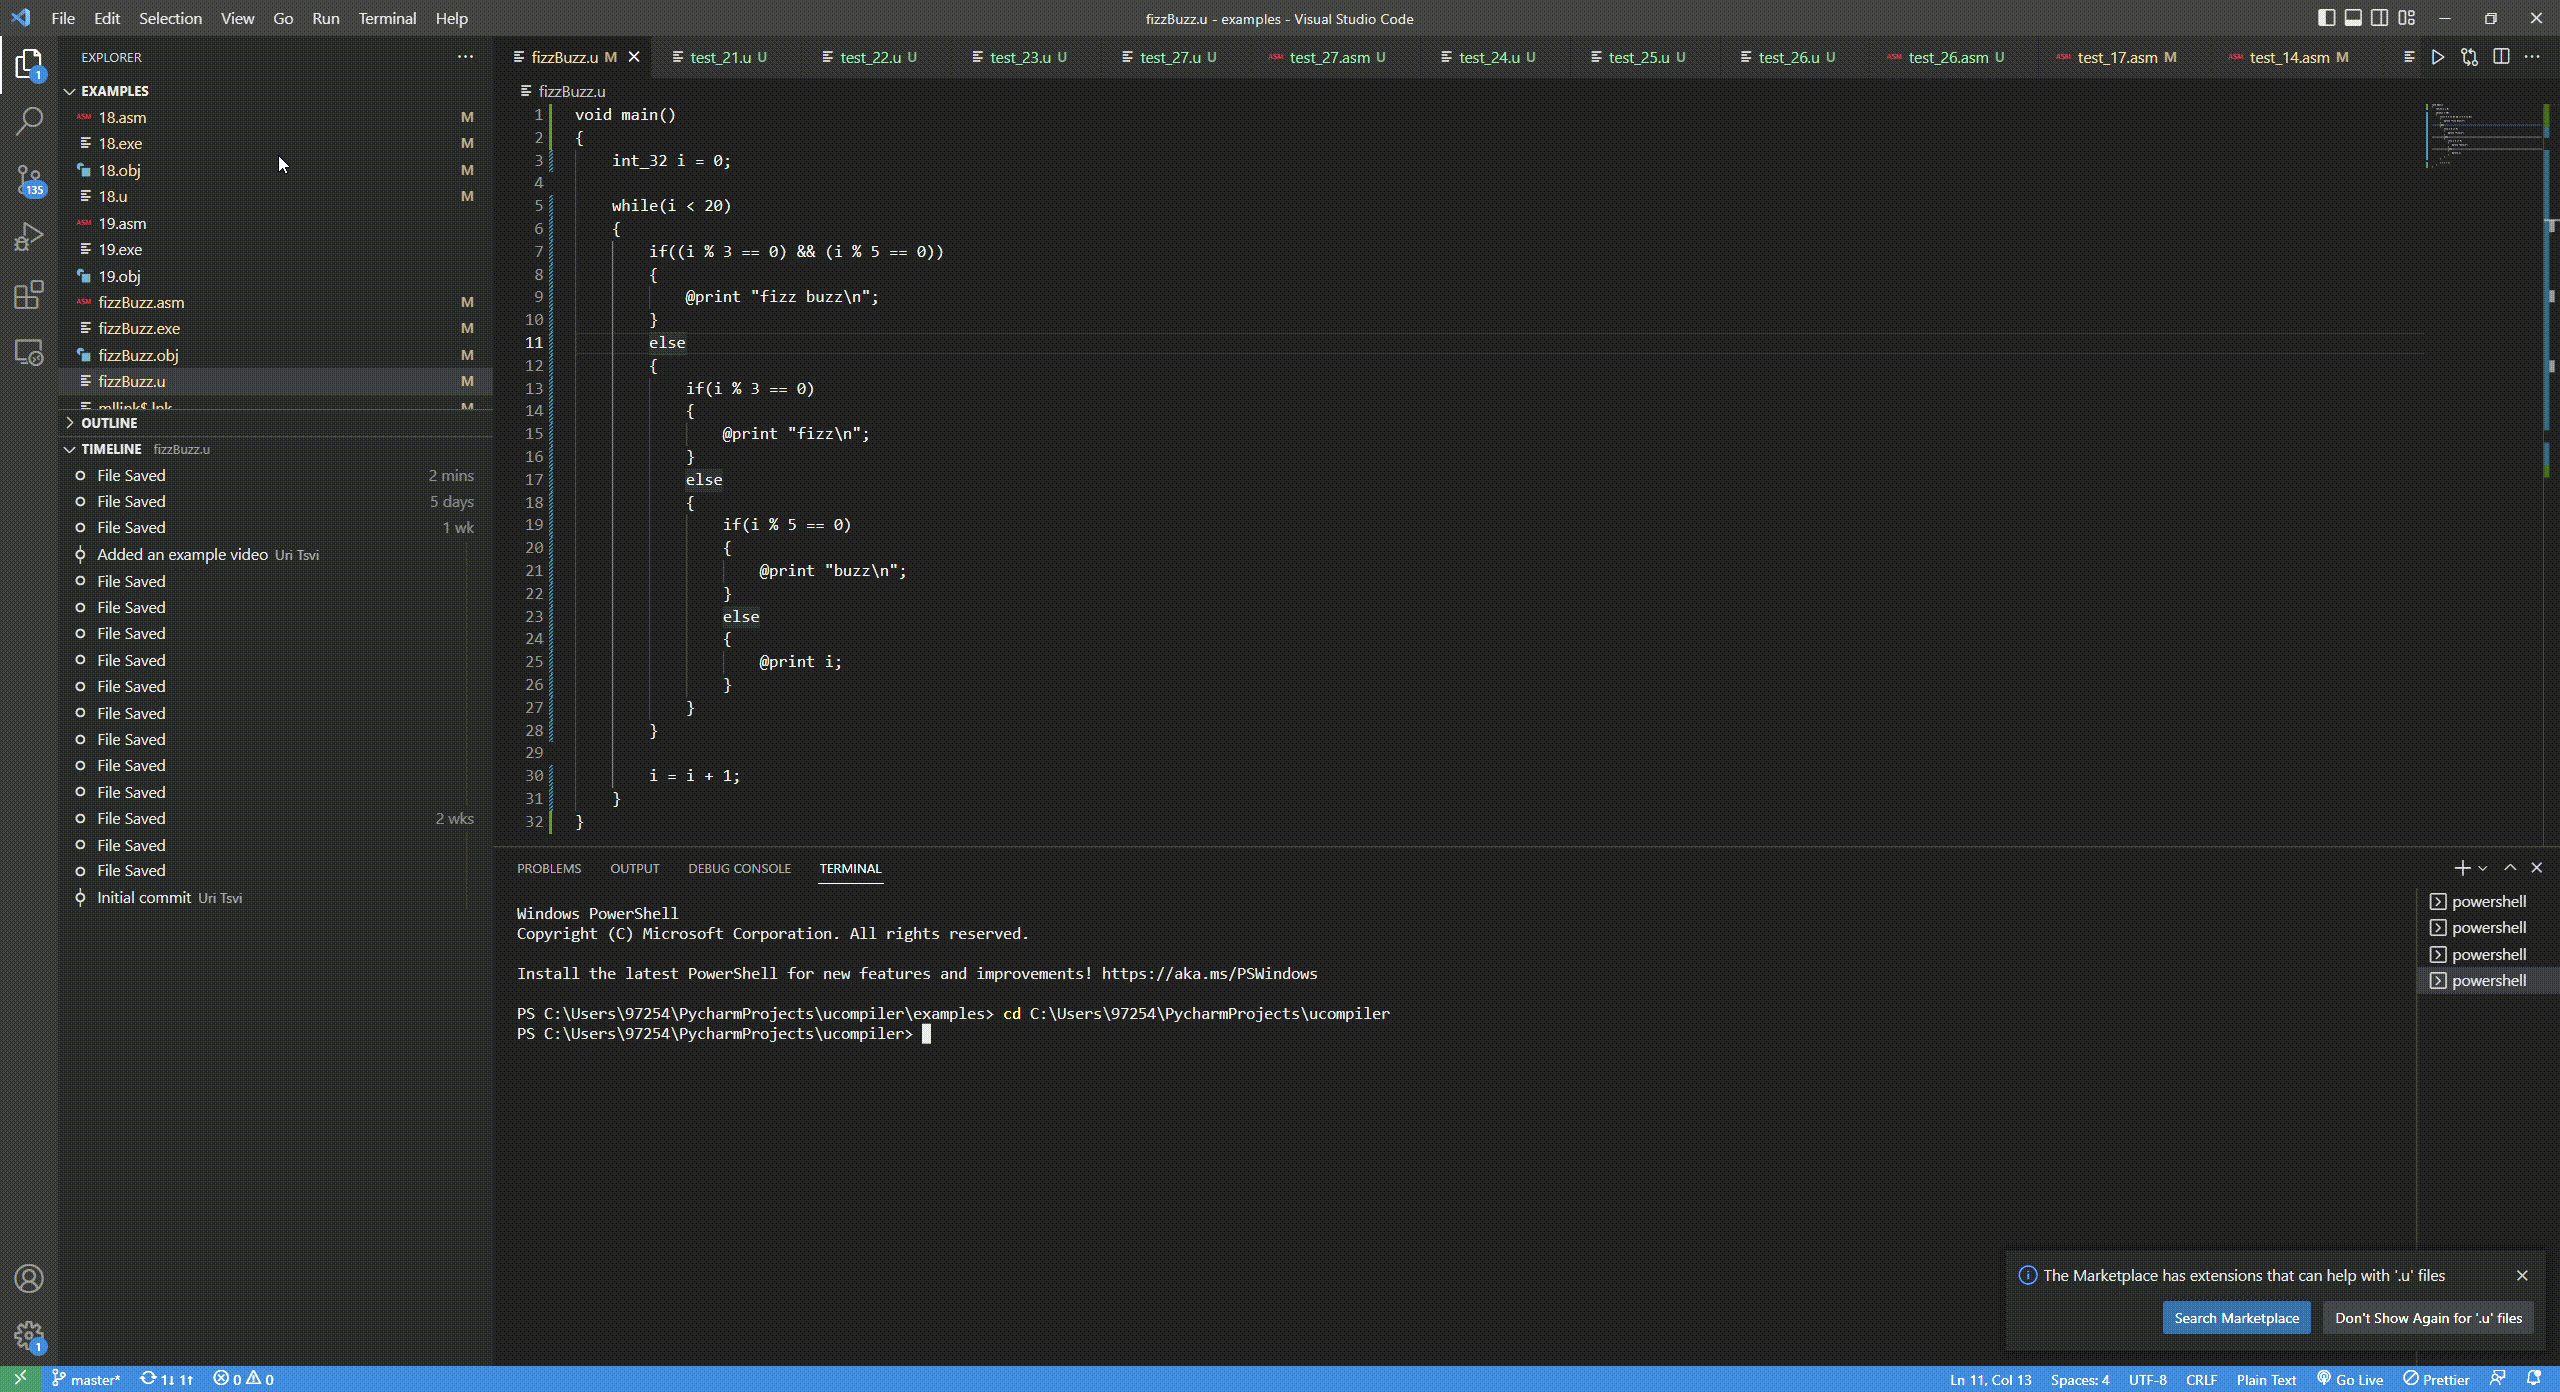 File Edit Selection View Go Run Terminal Help
fizzBuzz.u - examples - Visual Studio Code
EXPLORER
EXAMPLES
18.asm M
18.exe M
18.obj M
18.u M
19.asm
19.exe
19.obj
fizzBuzz.asm M
fizzBuzz.exe M
fizzBuzz.obj M
fizzBuzz.u M
mllink$.lnk M
OUTLINE
TIMELINE fizzBuzz.u
File Saved 2 mins
File Saved 5 days
File Saved 1 wk
Added an example video Uri Tsvi
File Saved
File Saved
File Saved
File Saved
File Saved
File Saved
File Saved
File Saved
File Saved
File Saved 2 wks
File Saved
File Saved
Initial commit Uri Tsvi
1
135
1
fizzBuzz.u M test_21.u U test_22.u U test_23.u U test_27.u U test_27.asm U test_24.u U test_25.u U test_26.u U test_26.asm U test_17.asm M test_14.asm M
fizzBuzz.u
1 void main()
2 {
3 int_32 i = 0;
4
5 while(i < 20)
6 {
7 if((i % 3 == 0) && (i % 5 == 0))
8 {
9 @print "fizz buzz\n";
10 }
11 else
12 {
13 if(i % 3 == 0)
14 {
15 @print "fizz\n";
16 }
17 else
18 {
19 if(i % 5 == 0)
20 {
21 @print "buzz\n";
22 }
23 else
24 {
25 @print i;
26 }
27 }
28 }
29
30 i = i + 1;
31 }
32 }
PROBLEMS OUTPUT DEBUG CONSOLE TERMINAL
Windows PowerShell
Copyright (C) Microsoft Corporation. All rights reserved.
Install the latest PowerShell for new features and improvements! https://aka.ms/PSWindows
PS C:\Users\97254\PycharmProjects\ucompiler\examples> cd C:\Users\97254\PycharmProjects\ucompiler
PS C:\Users\97254\PycharmProjects\ucompiler>
powershell
powershell
powershell
powershell
The Marketplace has extensions that can help with '.u' files
Search Marketplace Don't Show Again for '.u' files
master* 1↓ 1↑ 0 0 Ln 11, Col 13 Spaces: 4 UTF-8 CRLF Plain Text Go Live Prettier